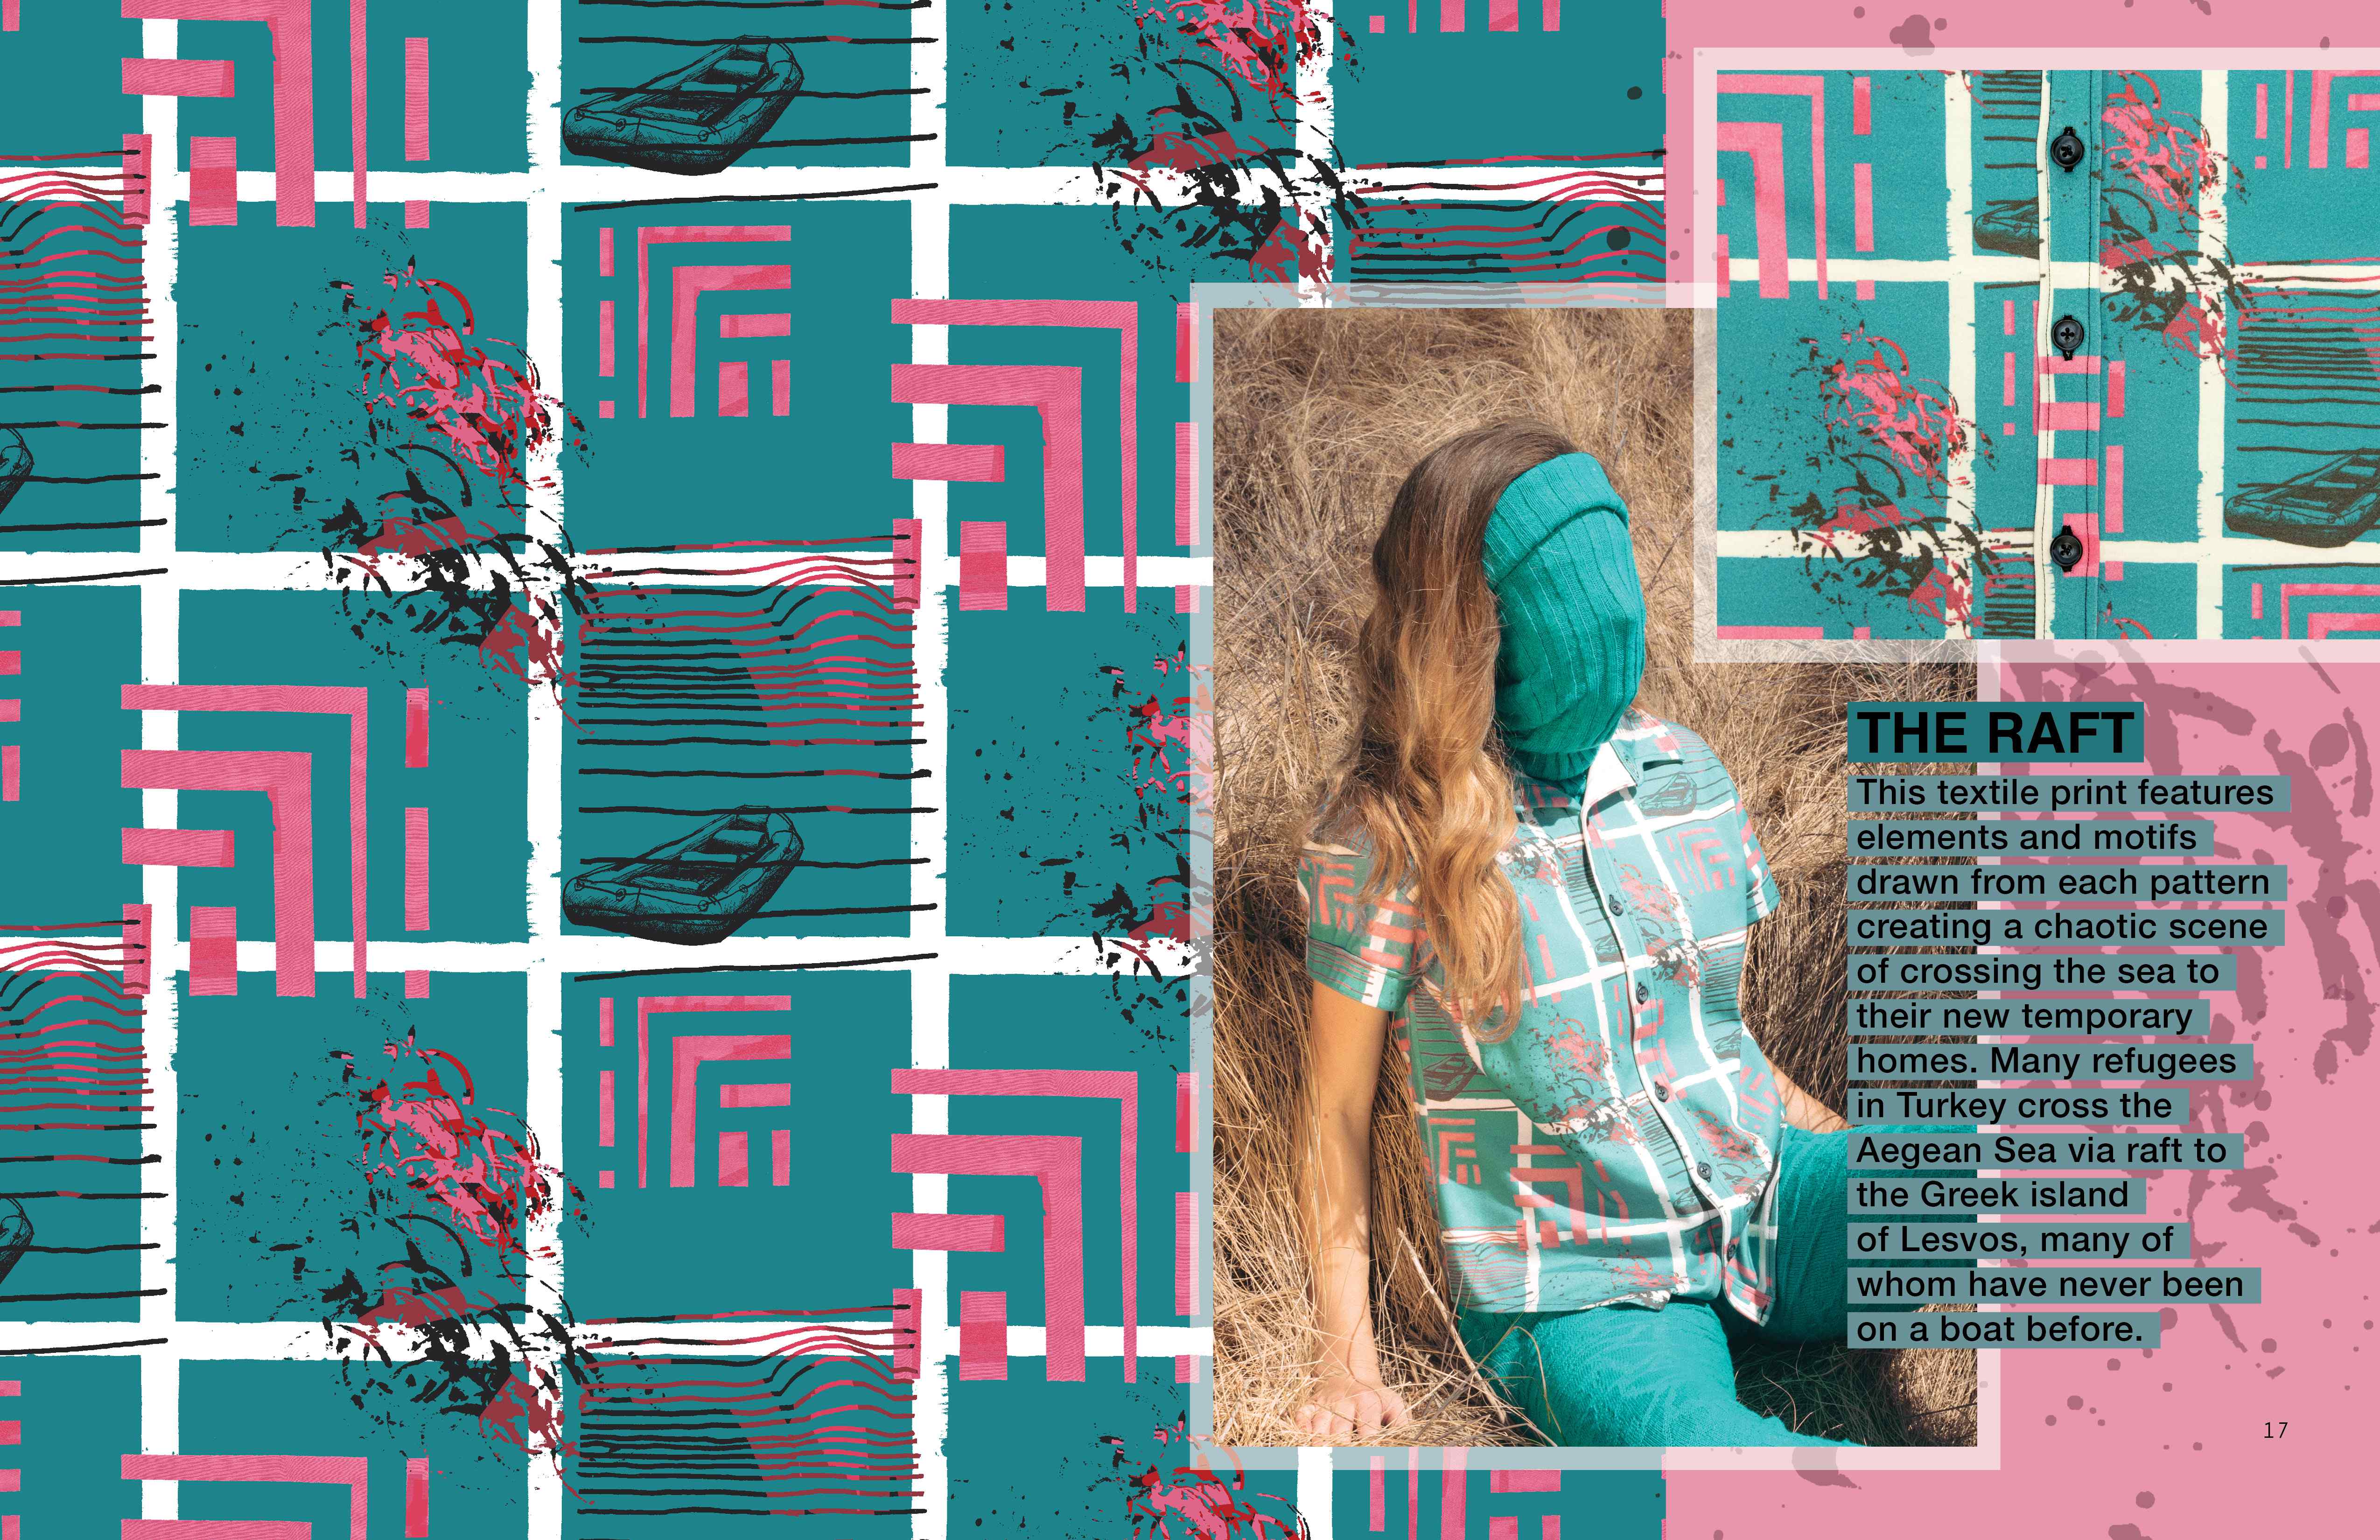 THE RAFT
This textile print features
elements and motifs
drawn from each pattern
creating a chaotic scene
of crossing the sea to
their new temporary
homes. Many refugees
in Turkey cross the
Aegean Sea via raft to
the Greek island
of Lesvos, many of
whom have never been
on a boat before.
17